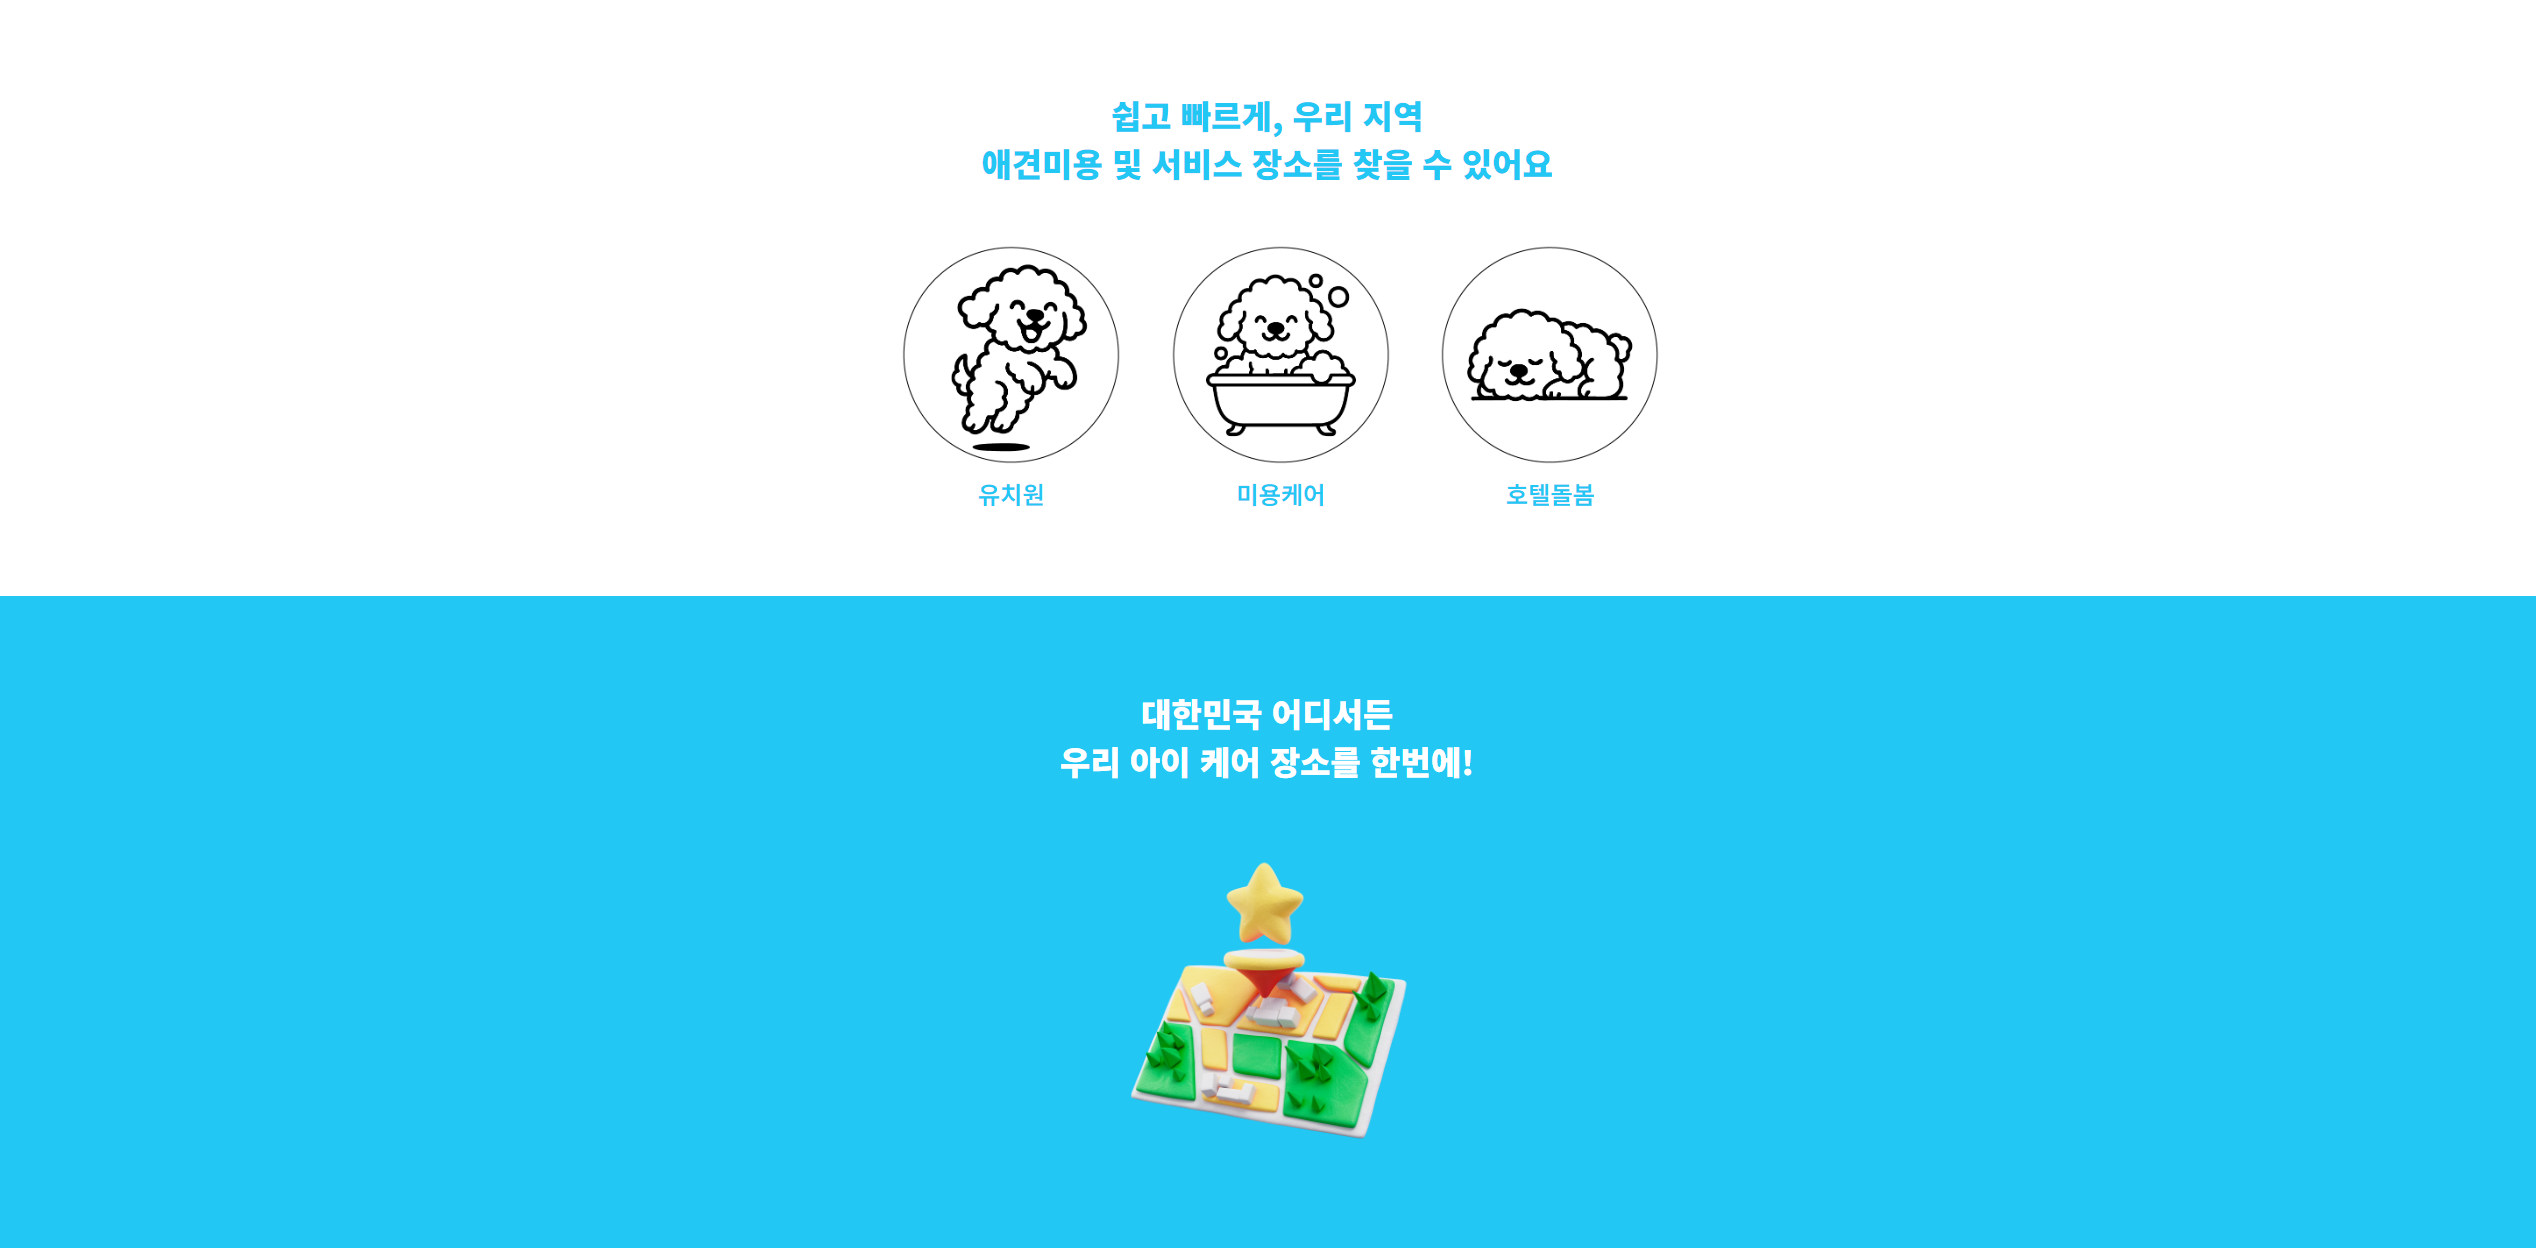 쉽고 빠르게, 우리 지역
애견미용 및 서비스 장소를 찾을 수 있어요
유치원
미용케어
호텔돌봄
대한민국 어디서든
우리 아이 케어 장소를 한번에!